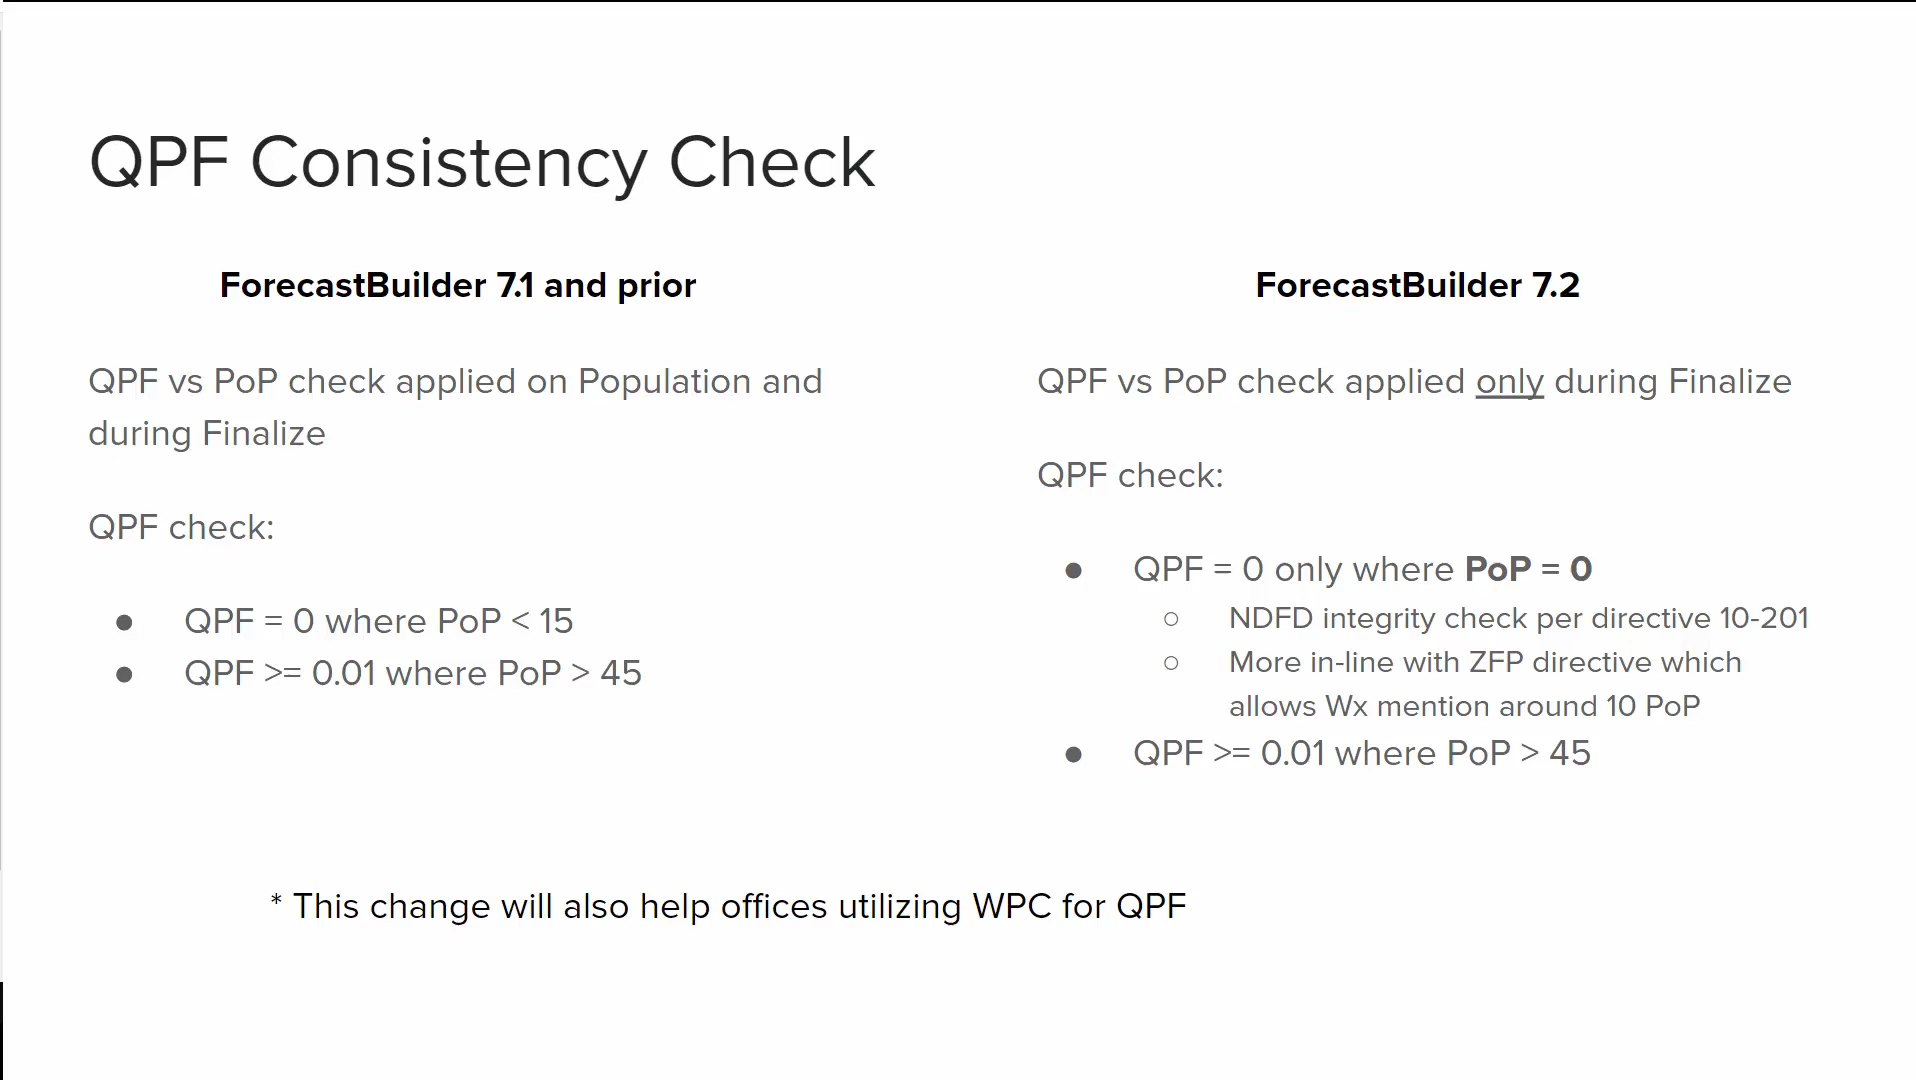 QPF Consistency Check
ForecastBuilder 7.1 and prior
QPF vs PoP check applied on Population and
during Finalize
QPF check:
● QPF = 0 where PoP < 15
● QPF >= 0.01 where PoP > 45
ForecastBuilder 7.2
QPF vs PoP check applied only during Finalize
QPF check:
● QPF = 0 only where PoP = 0
○ NDFD integrity check per directive 10-201
○ More in-line with ZFP directive which
allows Wx mention around 10 PoP
● QPF >= 0.01 where PoP > 45
* This change will also help offices utilizing WPC for QPF